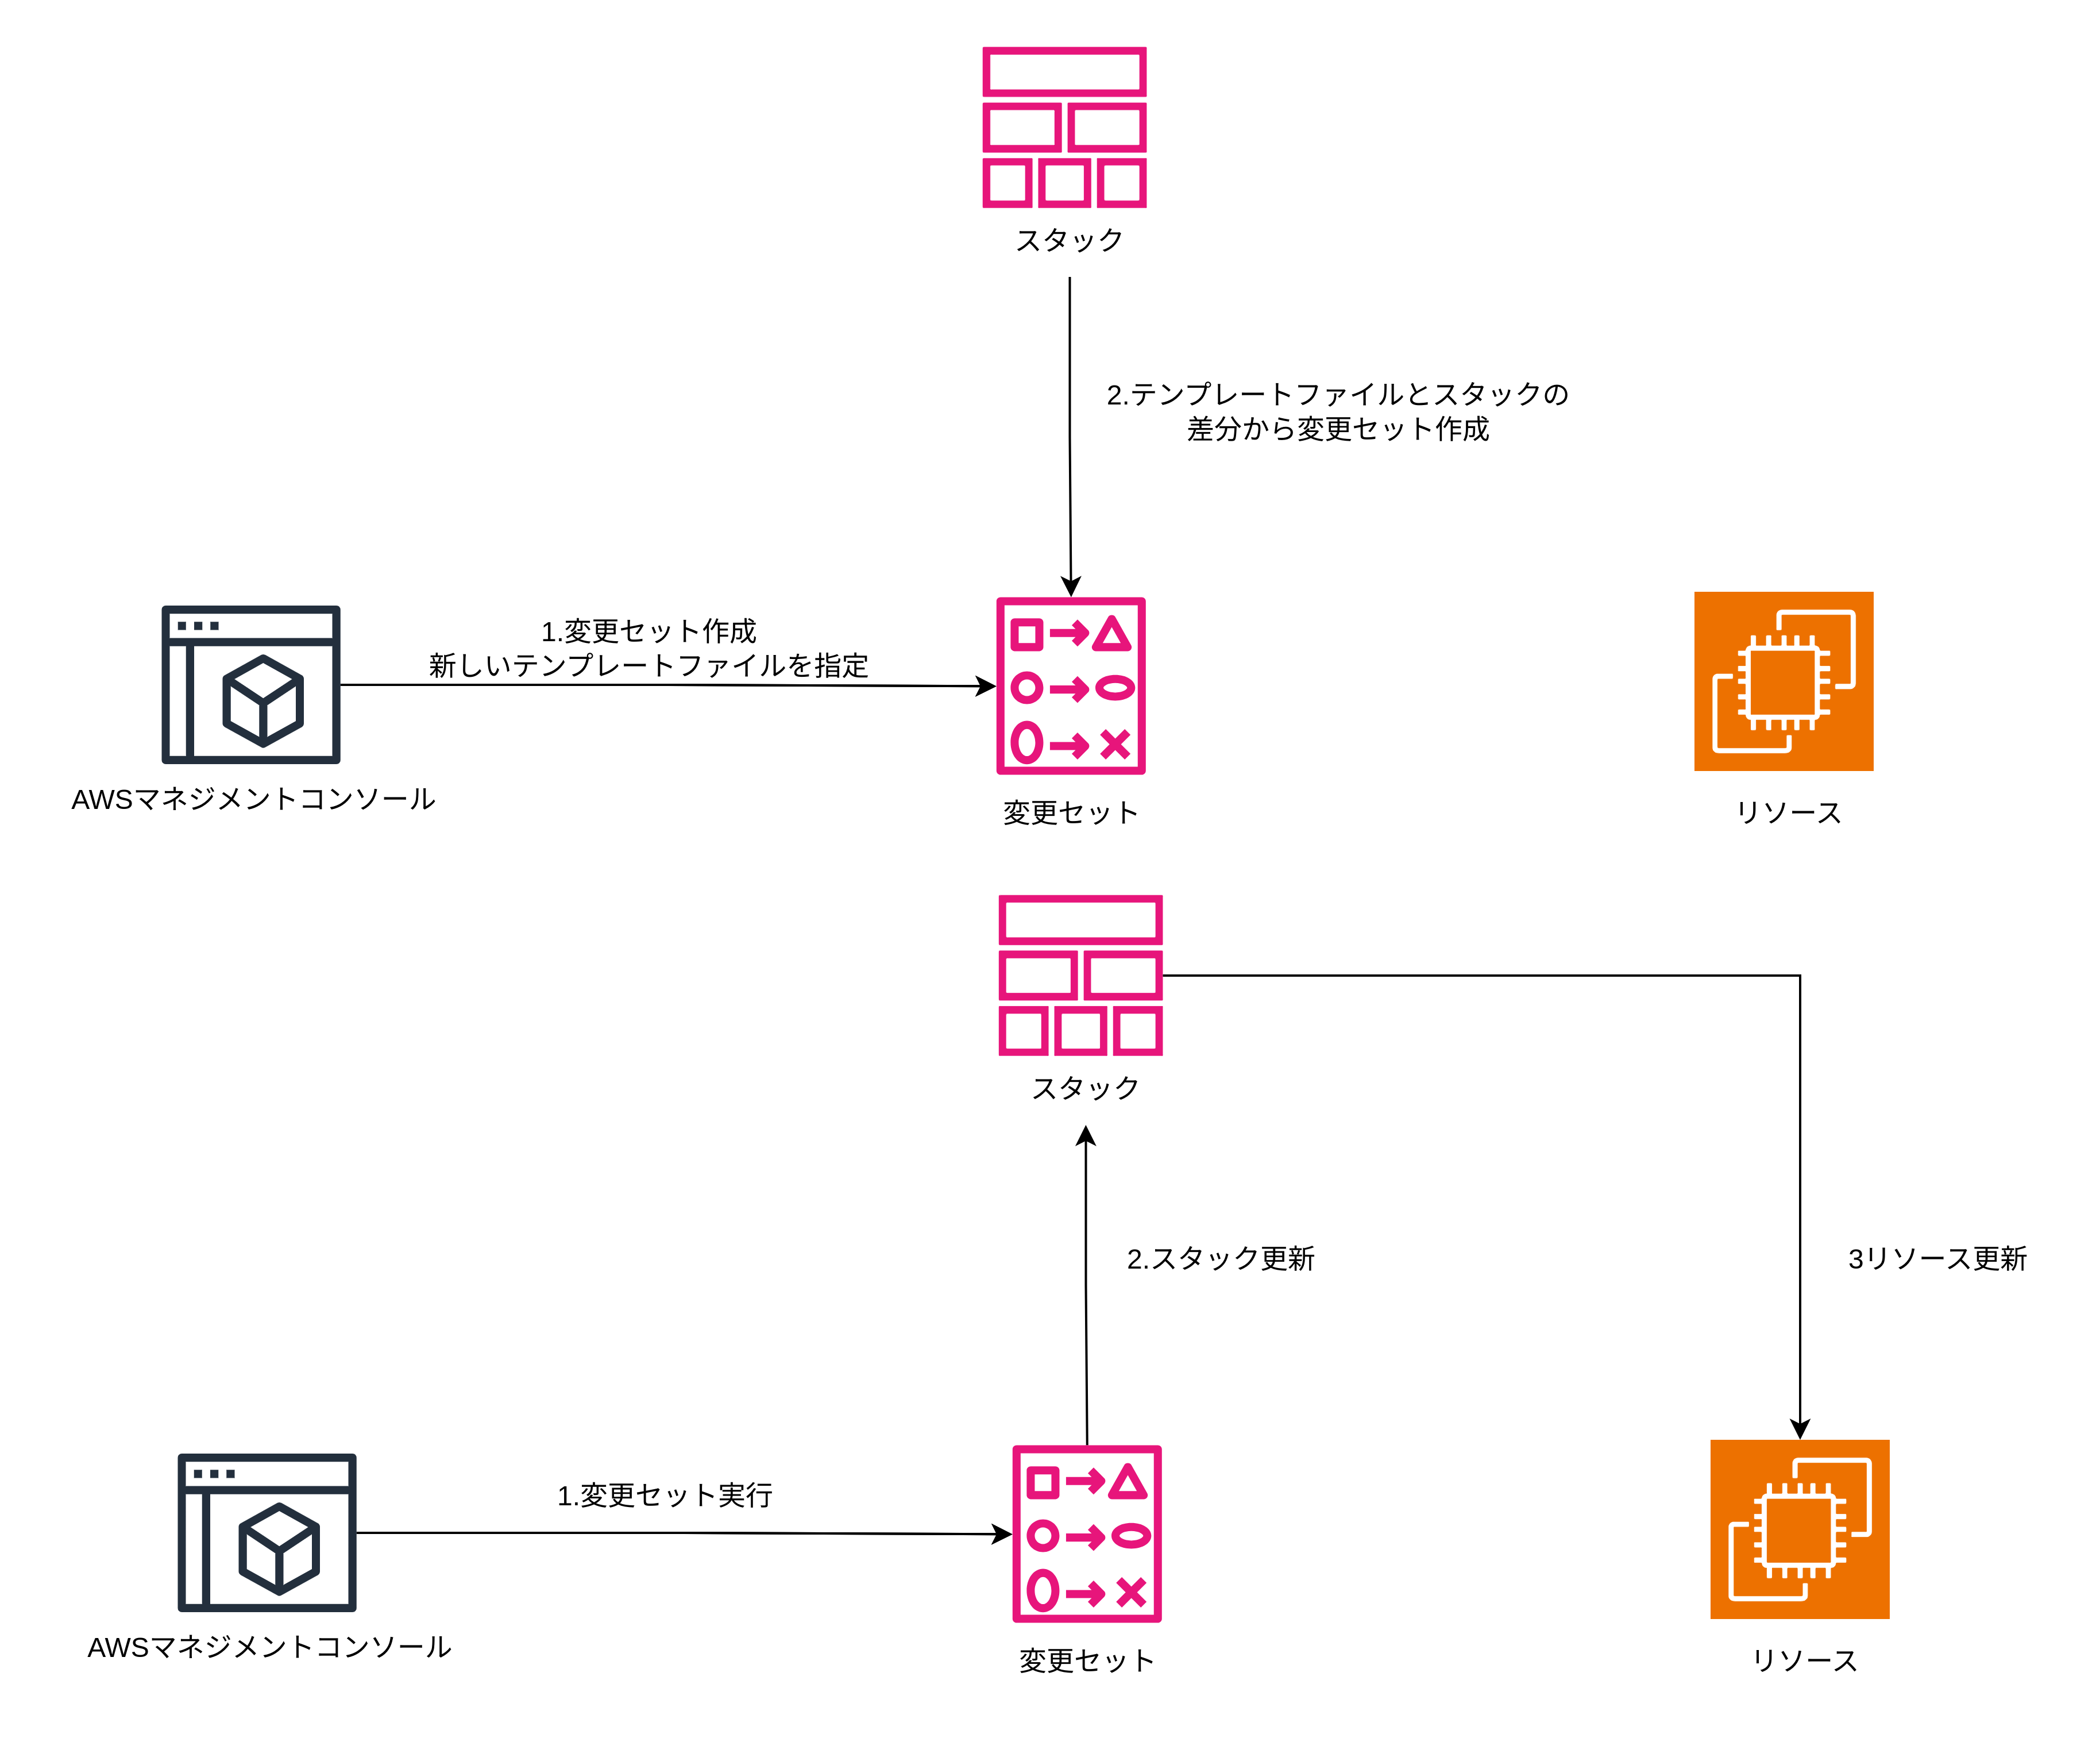 スタック
2.テンプレートファイルとスタックの
差分から変更セット作成
1.変更セット作成
新しいテンプレートファイルを指定
AWSマネジメントコンソール
変更セット
リソース
スタック
2.スタック更新
3リソース更新
1.変更セット実行
AWSマネジメントコンソール
変更セット
リソース